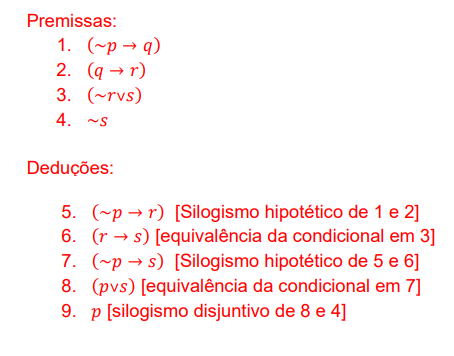 Premissas:
1. (~p → q)
2. (q → r)
3. (~r∨s)
4. ~s
Deduções:
5. (~p → r) [Silogismo hipotético de 1 e 2]
6. (r → s) [equivalência da condicional em 3]
7. (~p → s) [Silogismo hipotético de 5 e 6]
8. (p∨s) [equivalência da condicional em 7]
9. p [silogismo disjuntivo de 8 e 4]